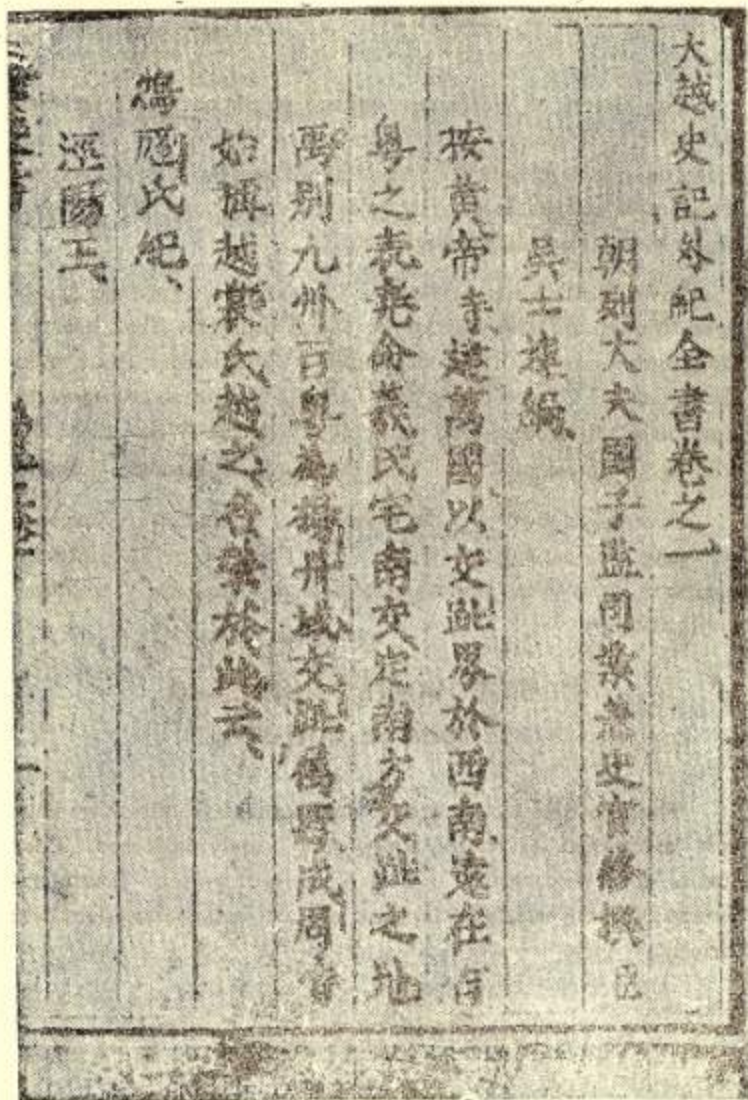 大越史記外紀全書卷之一
朝列大夫國子監司業兼史官修撰臣
吳士連編
按黃帝時建萬國以交趾界於西南遠在百
粵之表堯命羲氏宅南交定南方交趾之地
禹別九州百粵為揚州域交趾屬焉成周時
始稱越裳氏越之名肇於此云
鴻厖氏紀
涇陽王